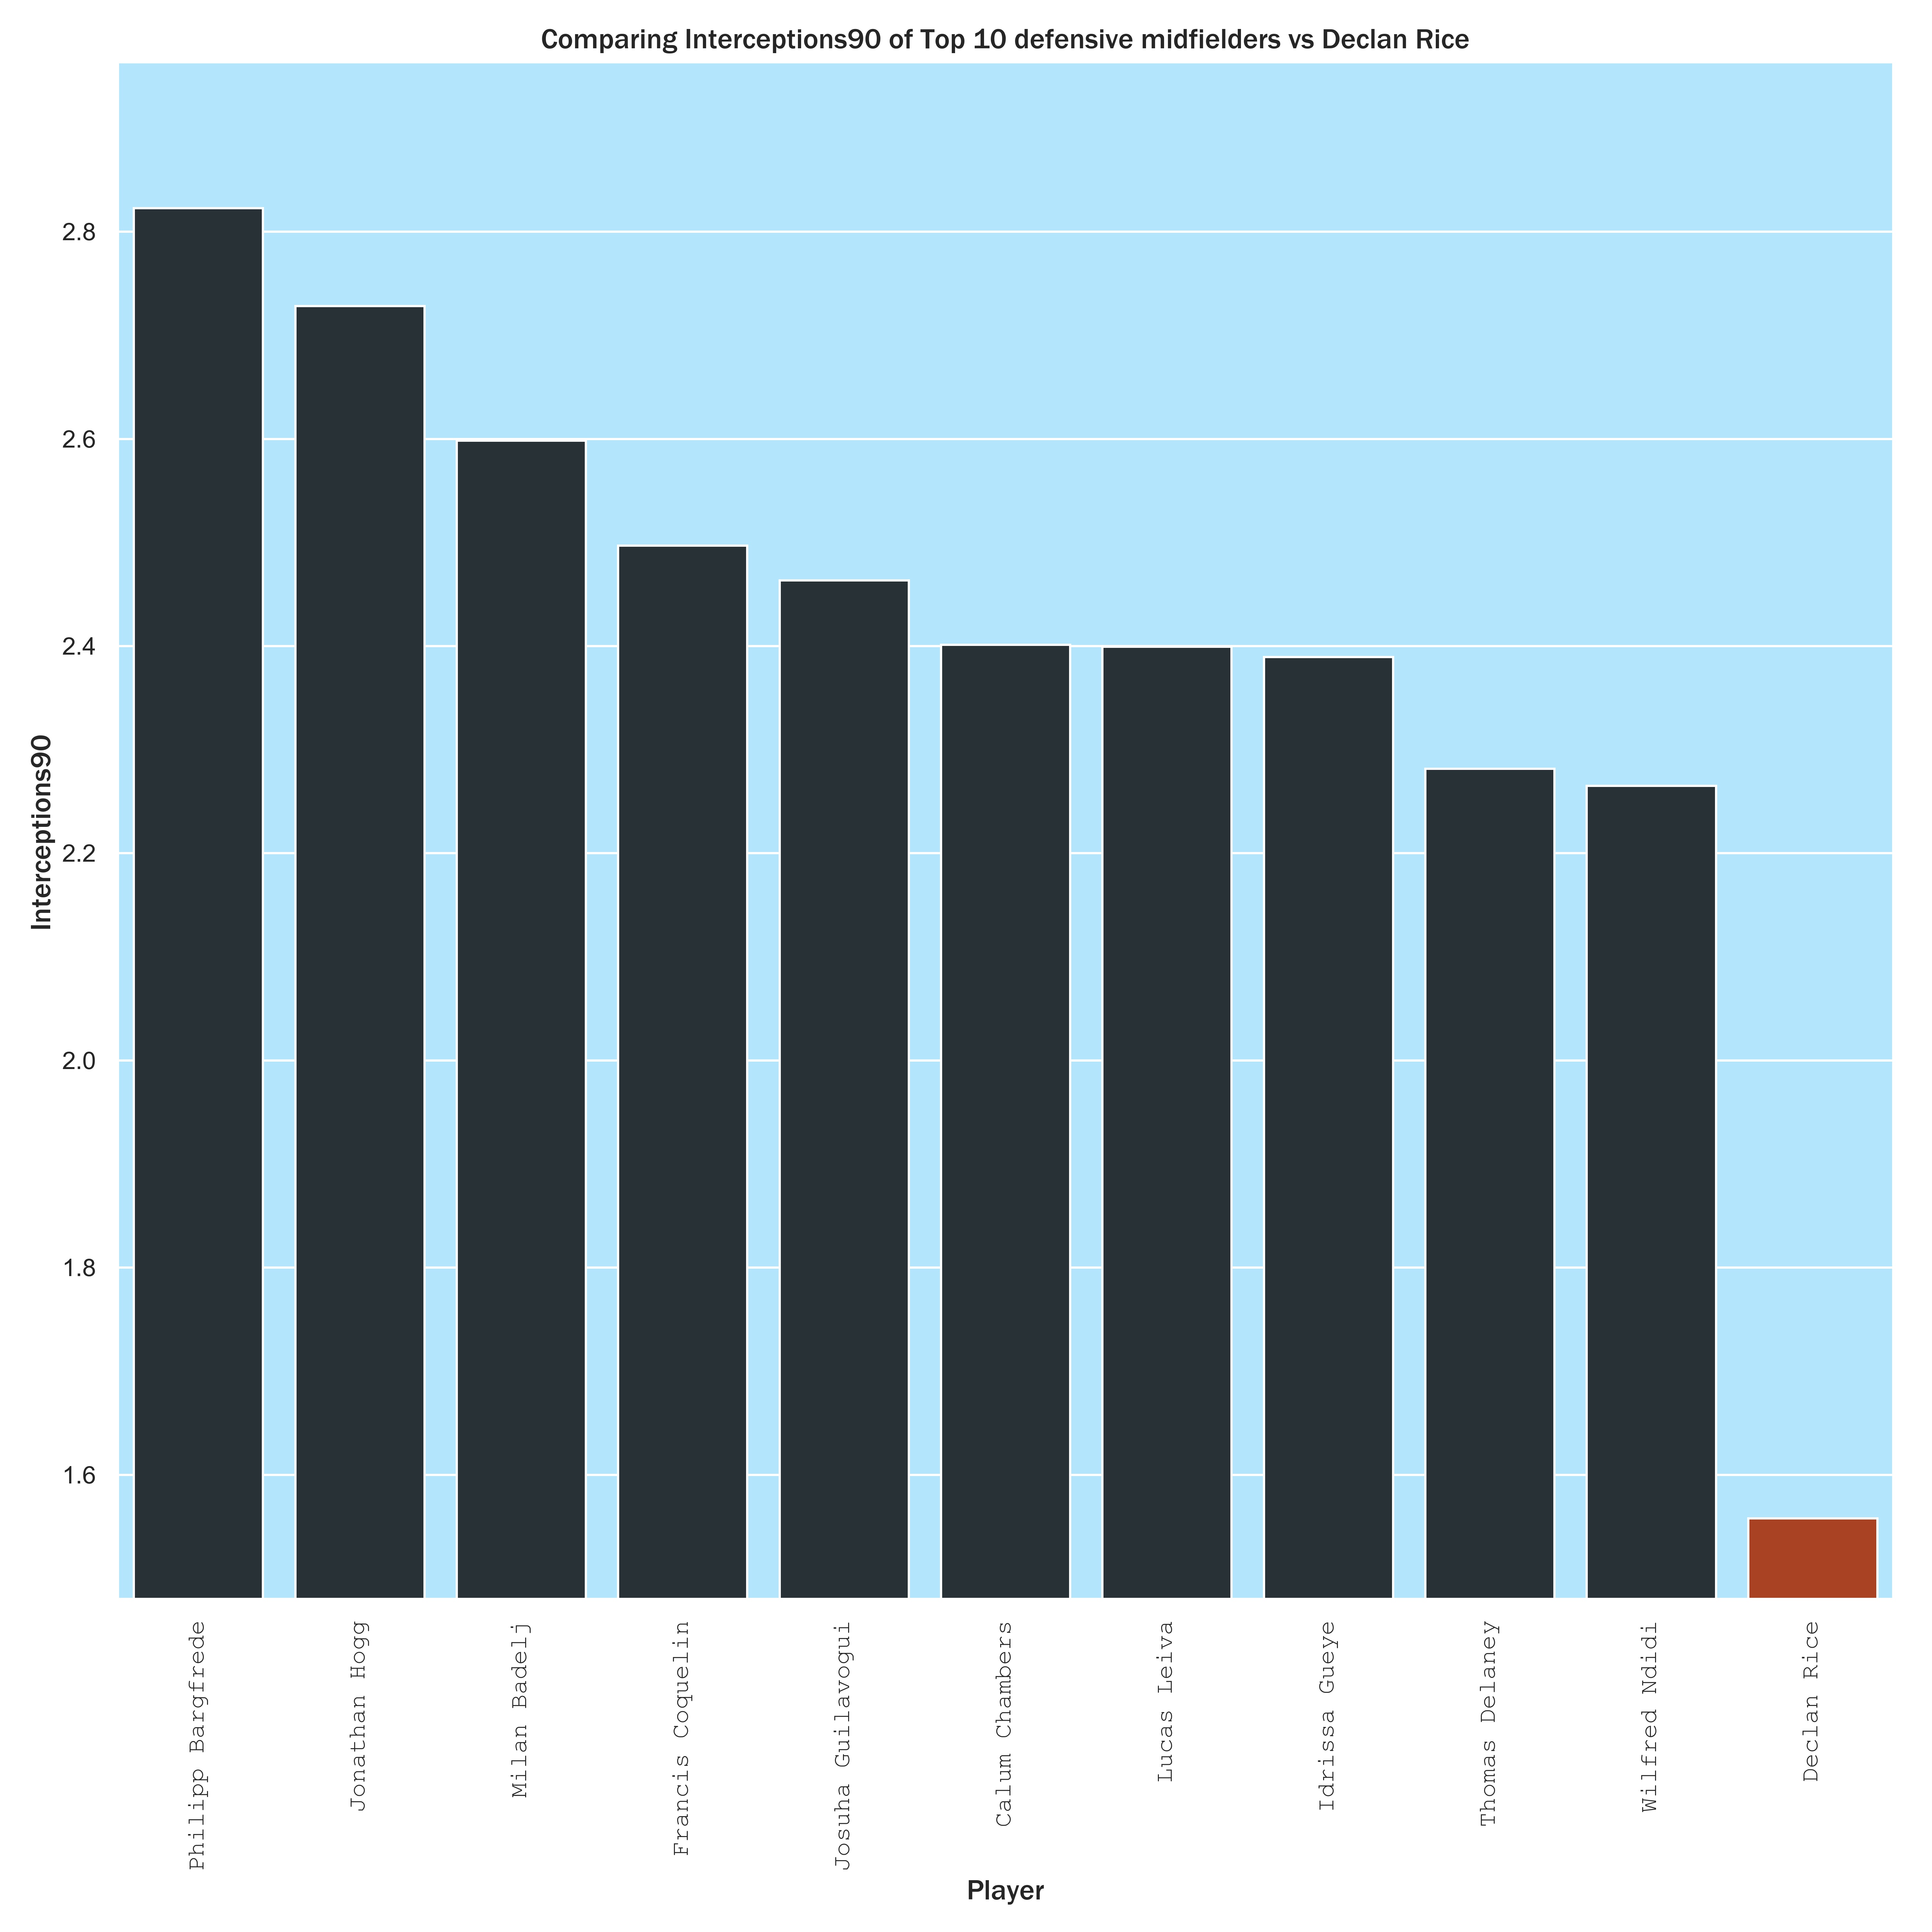 Comparing Interceptions90 of Top 10 defensive midfielders vs Declan Rice
2.8
2.6
2.4
2.2
2.0
1.8
1.6
Interceptions90
Philipp Bargfrede
Jonathan Hogg
Milan Badelj
Francis Coquelin
Josuha Guilavogui
Calum Chambers
Lucas Leiva
Idrissa Gueye
Thomas Delaney
Wilfred Ndidi
Declan Rice
Player